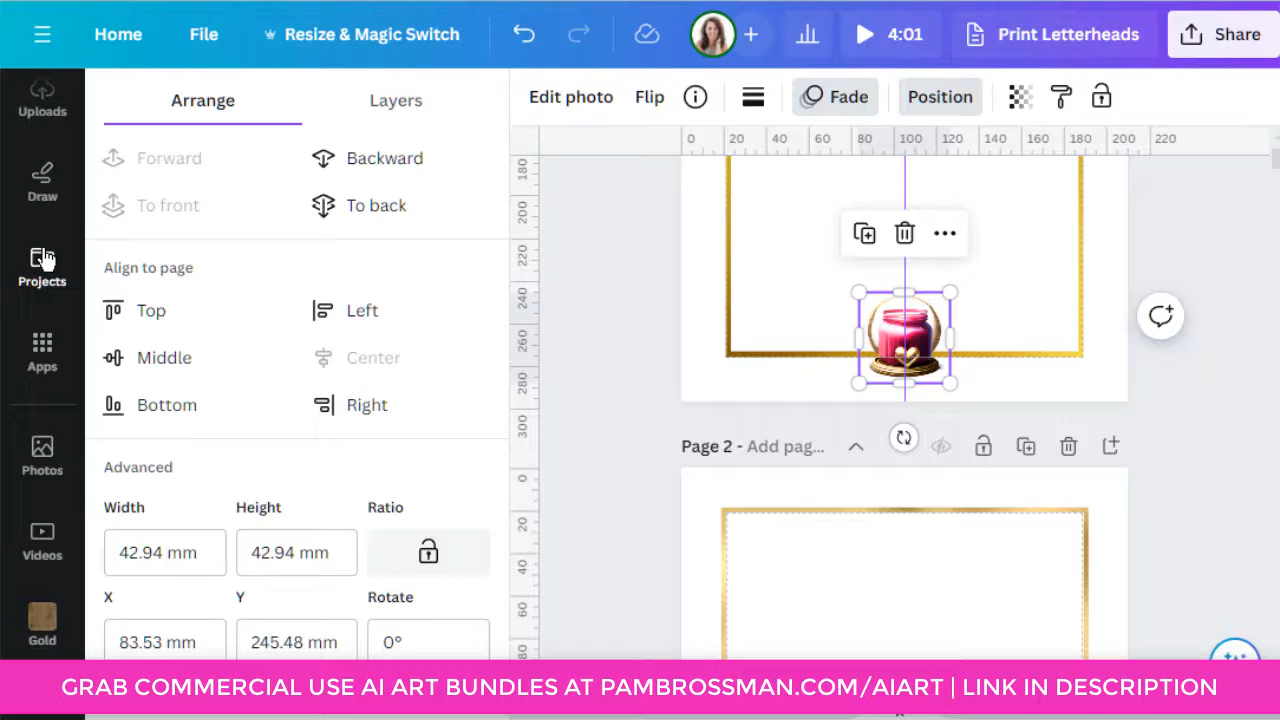 Home File Resize & Magic Switch 4:01 Print Letterheads Share
Uploads
Draw
Projects
Apps
Photos
Videos
Gold
Arrange Layers
Forward Backward
To front To back
Align to page
Top Left
Middle Center
Bottom Right
Advanced
Width Height Ratio
42.94 mm 42.94 mm
X Y Rotate
83.53 mm 245.48 mm 0°
Edit photo Flip Fade Position
0 20 40 60 80 100 120 140 160 180 200 220
180
200
220
240
260
280
300
0
20
40
60
80
Page 2 - Add pag...
GRAB COMMERCIAL USE AI ART BUNDLES AT PAMBROSSMAN.COM/AIART | LINK IN DESCRIPTION